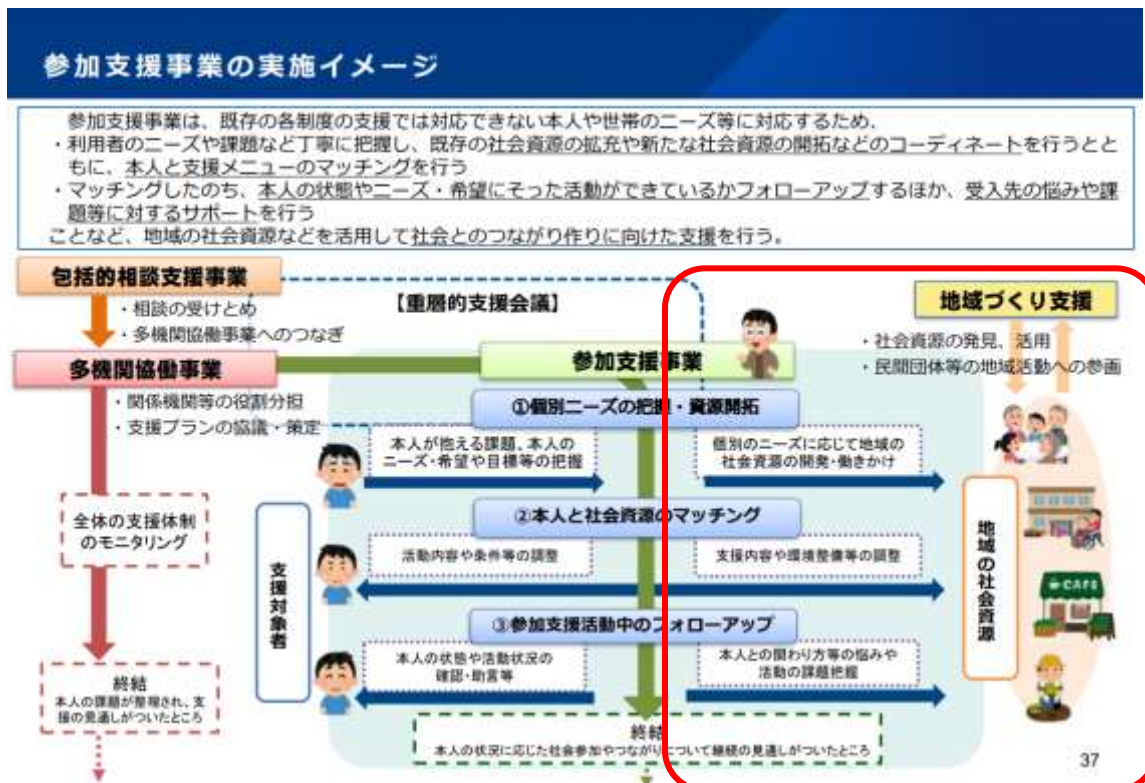 参加支援事業の実施イメージ
参加支援事業は、既存の各制度の支援では対応できない本人や世帯のニーズ等に対応するため、
・利用者のニーズや課題など丁寧に把握し、既存の社会資源の拡充や新たな社会資源の開拓などのコーディネートを行うとと
もに、本人と支援メニューのマッチングを行う
・マッチングしたのち、本人の状態やニーズ・希望にそった活動ができているかフォローアップするほか、受入先の悩みや課
題等に対するサポートを行う
ことなど、地域の社会資源などを活用して社会とのつながり作りに向けた支援を行う。
包括的相談支援事業
・相談の受けとめ
・多機関協働事業へのつなぎ
【重層的支援会議】
地域づくり支援
・社会資源の発見、活用
・民間団体等の地域活動への参画
多機関協働事業
・関係機関等の役割分担
・支援プランの協議・策定
参加支援事業
①個別ニーズの把握・資源開拓
本人が抱える課題、本人の
ニーズ・希望や目標等の把握
個別のニーズに応じて地域の
社会資源の開発・働きかけ
全体の支援体制
のモニタリング
②本人と社会資源のマッチング
活動内容や条件等の調整
支援内容や環境整備等の調整
支援対象者
地域の社会資源
CAFE
③参加支援活動中のフォローアップ
本人の状態や活動状況の
確認・助言等
本人との関わり方等の悩みや
活動の課題把握
終結
本人の課題が整理され、支
援の見通しがついたところ
終結
本人の状況に応じた社会参加やつながりについて継続の見通しがついたところ
37